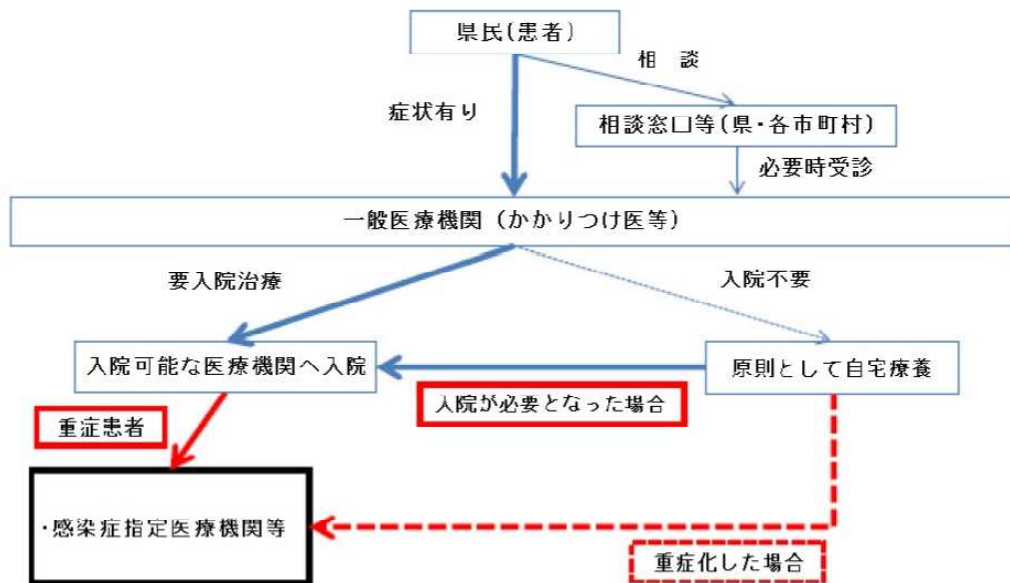 県民(患者)
相　談
症状有り
相談窓口等(県・各市町村)
必要時受診
一般医療機関（かかりつけ医等）
要入院治療
入院不要
入院可能な医療機関へ入院
原則として自宅療養
入院が必要となった場合
重症患者
・感染症指定医療機関等
重症化した場合